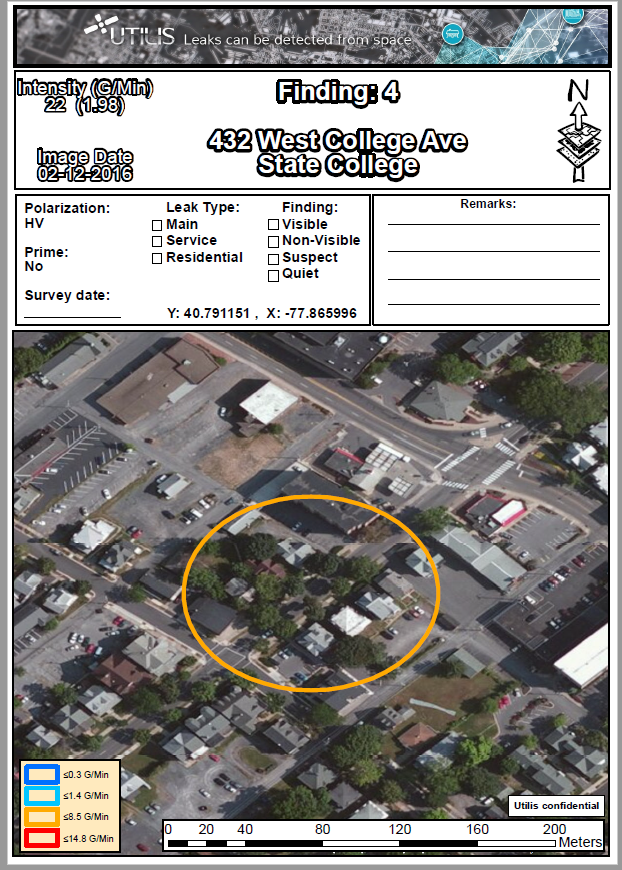 UTILIS Leaks can be detected from space
Intensity (G/Min)
22 (1.98)
Image Date
02-12-2016
Finding: 4
432 West College Ave
State College
N
Polarization:
HV
Prime:
No
Survey date:
Leak Type:
Main
Service
Residential
Finding:
Visible
Non-Visible
Suspect
Quiet
Y: 40.791151 , X: -77.865996
Remarks:
≤0.3 G/Min
≤1.4 G/Min
≤8.5 G/Min
≤14.8 G/Min
Utilis confidential
0 20 40 80 120 160 200
Meters